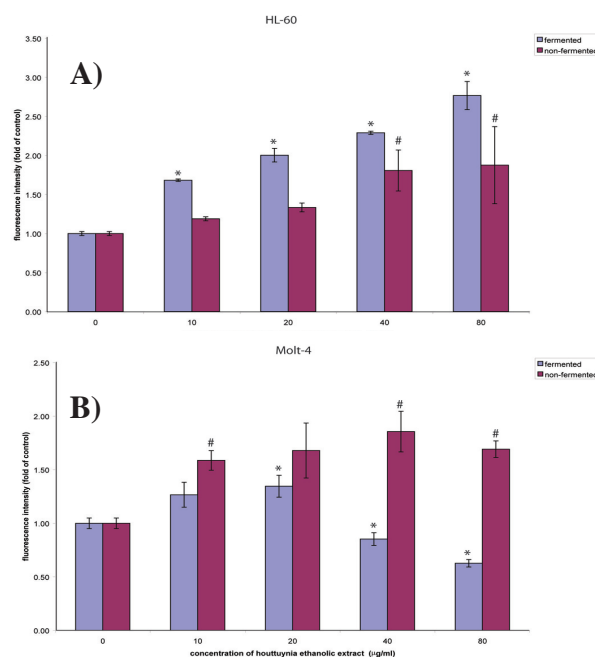 HL-60
fermented
non-fermented
A)
fluorescence intensity (fold of control)
3.50
3.00
2.50
2.00
1.50
1.00
0.50
0.00
*
*
*
#
*
#
0 10 20 40 80
Molt-4
fermented
non-fermented
B)
fluorescence intensity (fold of control)
2.50
2.00
1.50
1.00
0.50
0.00
#
*
#
*
#
*
0 10 20 40 80
concentration of houttuynia ethanolic extract (μg/ml)